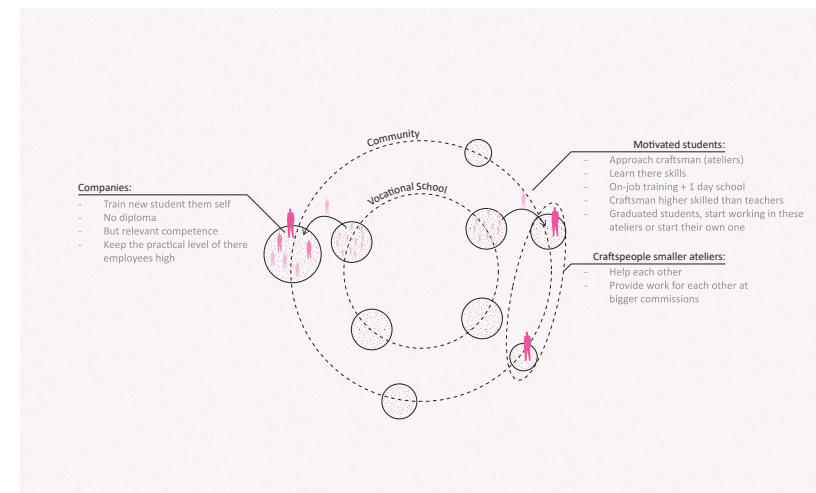 Community
Vocational School
Companies:
- Train new student them self
- No diploma
- But relevant competence
- Keep the practical level of there
employees high
Motivated students:
- Approach craftsman (ateliers)
- Learn there skills
- On-job training + 1 day school
- Craftsman higher skilled than teachers
- Graduated students, start working in these
ateliers or start their own one
Craftspeople smaller ateliers:
- Help each other
- Provide work for each other at
bigger commissions